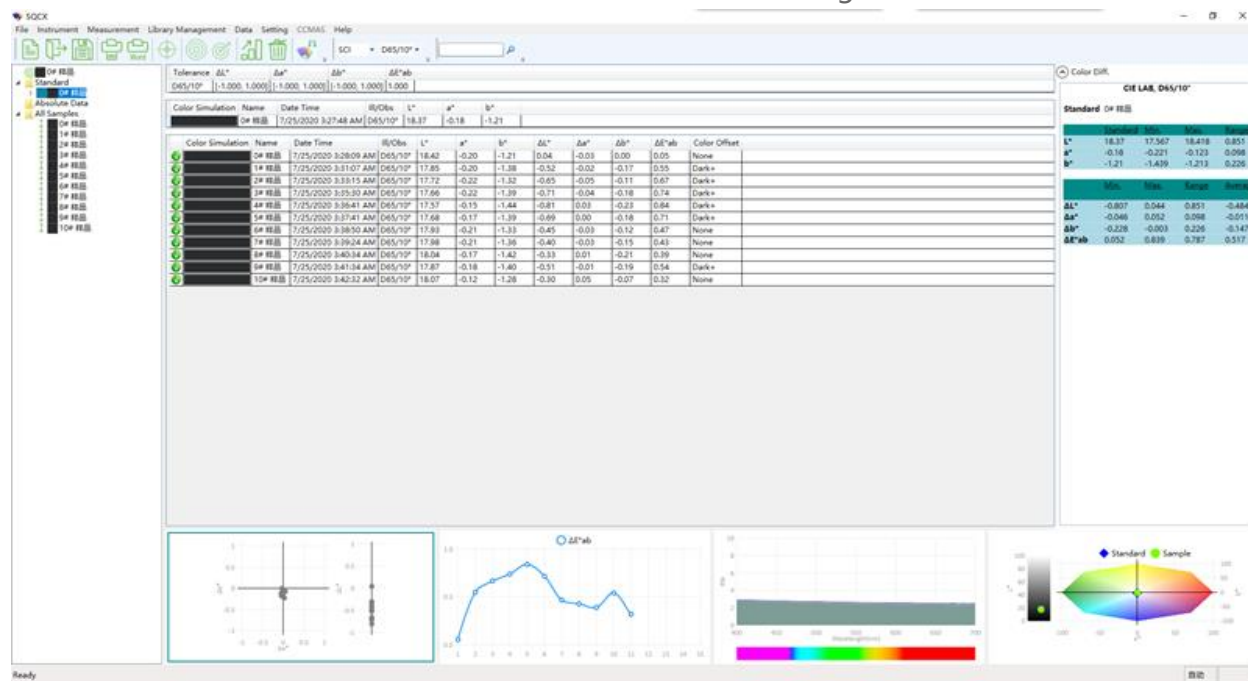 SQCX
File Instrument Measurement Library Management Data Setting CCMAS Help
SCI D65/10°
0# 样品
Standard
0# 样品
Absolute Data
All Samples
0# 样品
1# 样品
2# 样品
3# 样品
4# 样品
5# 样品
6# 样品
7# 样品
8# 样品
9# 样品
10# 样品
Tolerance ΔL* Δa* Δb* ΔE*ab
D65/10° [-1.000, 1.000] [-1.000, 1.000] [-1.000, 1.000] 1.000
Color Simulation Name Date Time Ill/Obs L* a* b*
0# 样品 7/25/2020 3:27:48 AM D65/10° 18.37 -0.18 -1.21
Color Simulation Name Date Time Ill/Obs L* a* b* ΔL* Δa* Δb* ΔE*ab Color Offset
0# 样品 7/25/2020 3:28:09 AM D65/10° 18.42 -0.20 -1.21 0.04 -0.03 0.00 0.05 None
1# 样品 7/25/2020 3:31:07 AM D65/10° 17.85 -0.20 -1.38 -0.52 -0.02 -0.17 0.55 Dark+
2# 样品 7/25/2020 3:33:15 AM D65/10° 17.72 -0.22 -1.32 -0.65 -0.05 -0.11 0.67 Dark+
3# 样品 7/25/2020 3:35:30 AM D65/10° 17.66 -0.22 -1.39 -0.71 -0.04 -0.18 0.74 Dark+
4# 样品 7/25/2020 3:36:41 AM D65/10° 17.57 -0.15 -1.44 -0.81 0.03 -0.23 0.84 Dark+
5# 样品 7/25/2020 3:37:41 AM D65/10° 17.68 -0.17 -1.39 -0.69 0.00 -0.18 0.71 Dark+
6# 样品 7/25/2020 3:38:50 AM D65/10° 17.93 -0.21 -1.33 -0.45 -0.03 -0.12 0.47 None
7# 样品 7/25/2020 3:39:24 AM D65/10° 17.98 -0.21 -1.36 -0.40 -0.03 -0.15 0.43 None
8# 样品 7/25/2020 3:40:34 AM D65/10° 18.04 -0.17 -1.42 -0.33 0.01 -0.21 0.39 None
9# 样品 7/25/2020 3:41:34 AM D65/10° 17.87 -0.18 -1.40 -0.51 -0.01 -0.19 0.54 Dark+
10# 样品 7/25/2020 3:42:32 AM D65/10° 18.07 -0.12 -1.28 -0.30 0.05 -0.07 0.32 None
Color Diff.
CIE LAB, D65/10°
Standard 0# 样品
Standard Min. Max. Range
L* 18.37 17.567 18.418 0.851
a* -0.18 -0.221 -0.123 0.098
b* -1.21 -1.439 -1.213 0.226
Min. Max. Range
ΔL* -0.807 0.044 0.851 -0.484
Δa* -0.046 0.052 0.098 -0.011
Δb* -0.228 -0.003 0.226 -0.147
ΔE*ab 0.052 0.839 0.787 0.517
ΔE*ab
Standard Sample
Ready
自动